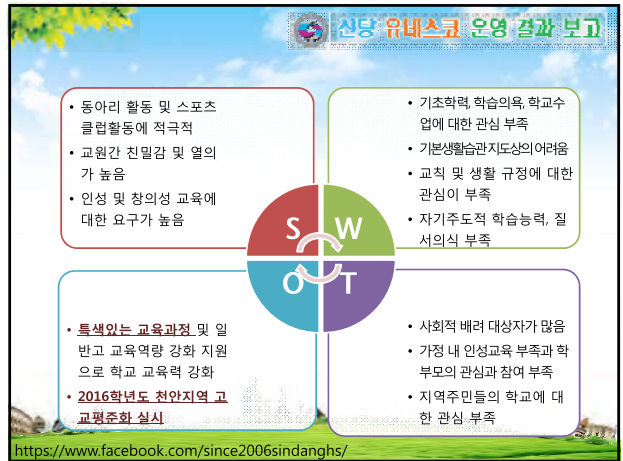 신당 유네스코 운영 결과 보고
• 동아리 활동 및 스포츠
클럽활동에 적극적
• 교원간 친밀감 및 열의
가 높음
• 인성 및 창의성 교육에
대한 요구가 높음
• 기초학력, 학습의욕, 학교수
업에 대한 관심 부족
• 기본생활습관 지도상의 어려움
• 교칙 및 생활 규정에 대한
관심이 부족
• 자기주도적 학습능력, 질
서의식 부족
S W
O T
• 특색있는 교육과정 및 일
반고 교육역량 강화 지원
으로 학교 교육력 강화
• 2016학년도 천안지역 고
교평준화 실시
• 사회적 배려 대상자가 많음
• 가정 내 인성교육 부족과 학
부모의 관심과 참여 부족
• 지역주민들의 학교에 대
한 관심 부족
https://www.facebook.com/since2006sindanghs/